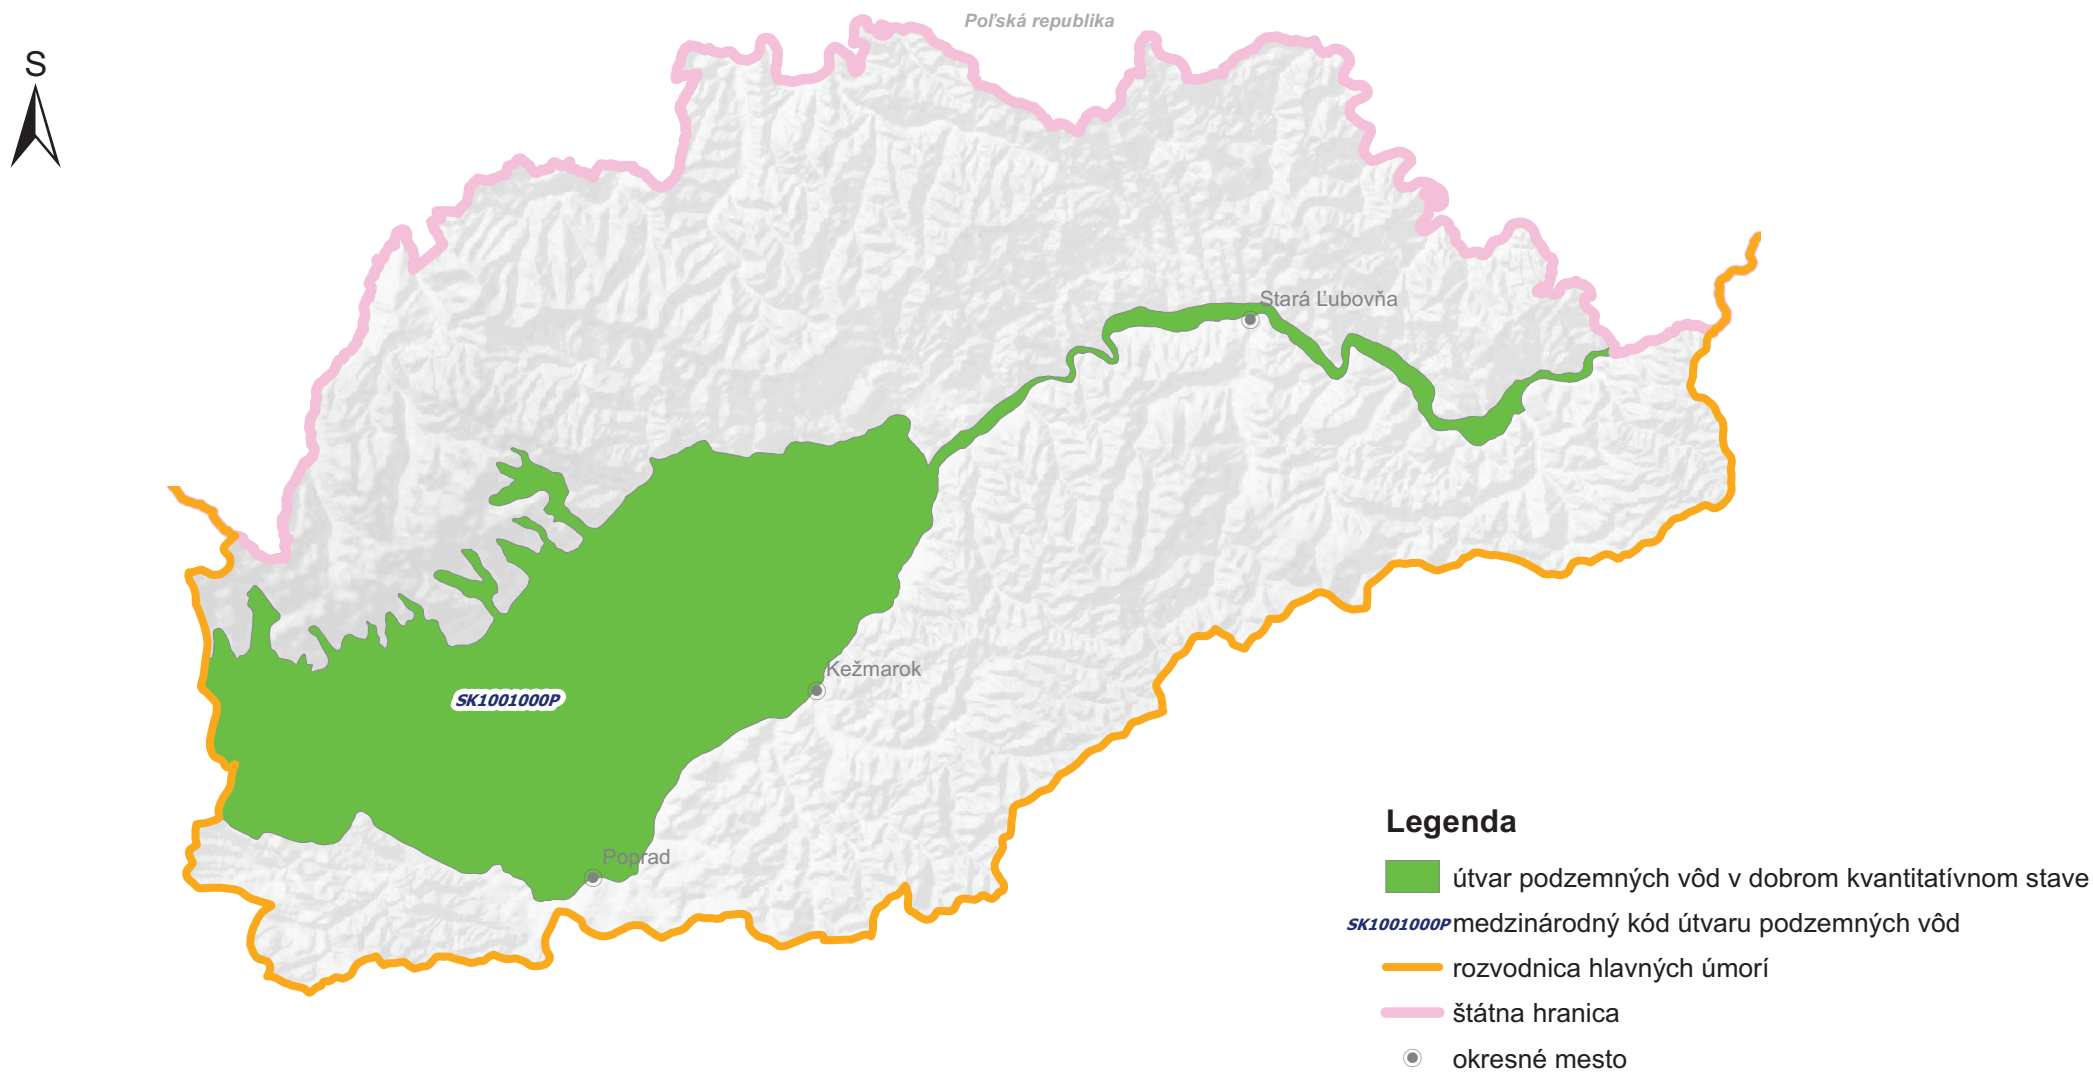 Poľská republika
S
Stará Ľubovňa
Kežmarok
SK1001000P
Poprad
Legenda
útvar podzemných vôd v dobrom kvantitatívnom stave
SK1001000P medzinárodný kód útvaru podzemných vôd
rozvodnica hlavných úmorí
štátna hranica
okresné mesto